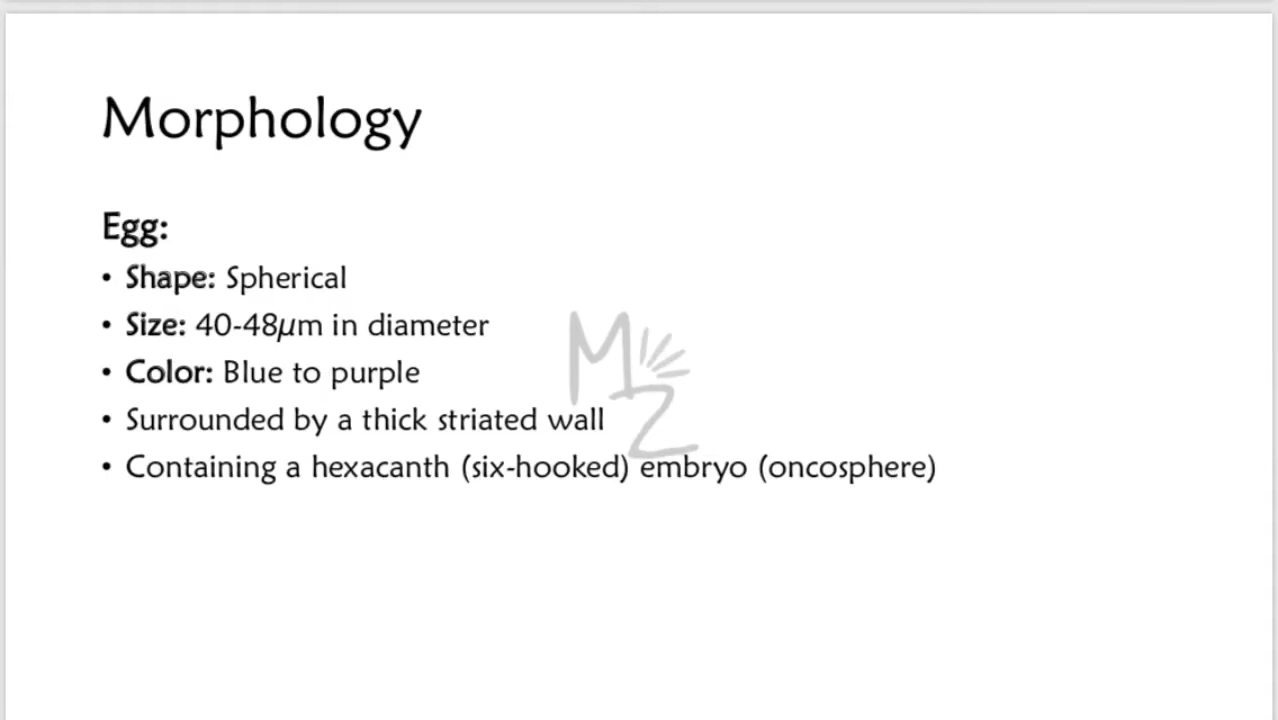 Morphology
Egg:
• Shape: Spherical
• Size: 40-48µm in diameter
• Color: Blue to purple
• Surrounded by a thick striated wall
• Containing a hexacanth (six-hooked) embryo (oncosphere)
MZ